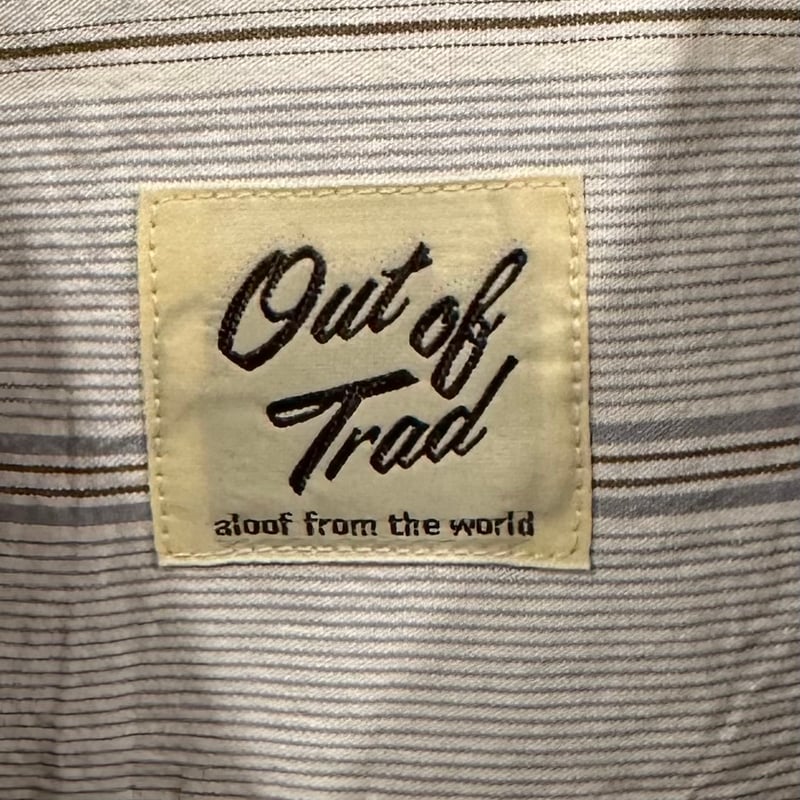 Out of
Trad
aloof from the world